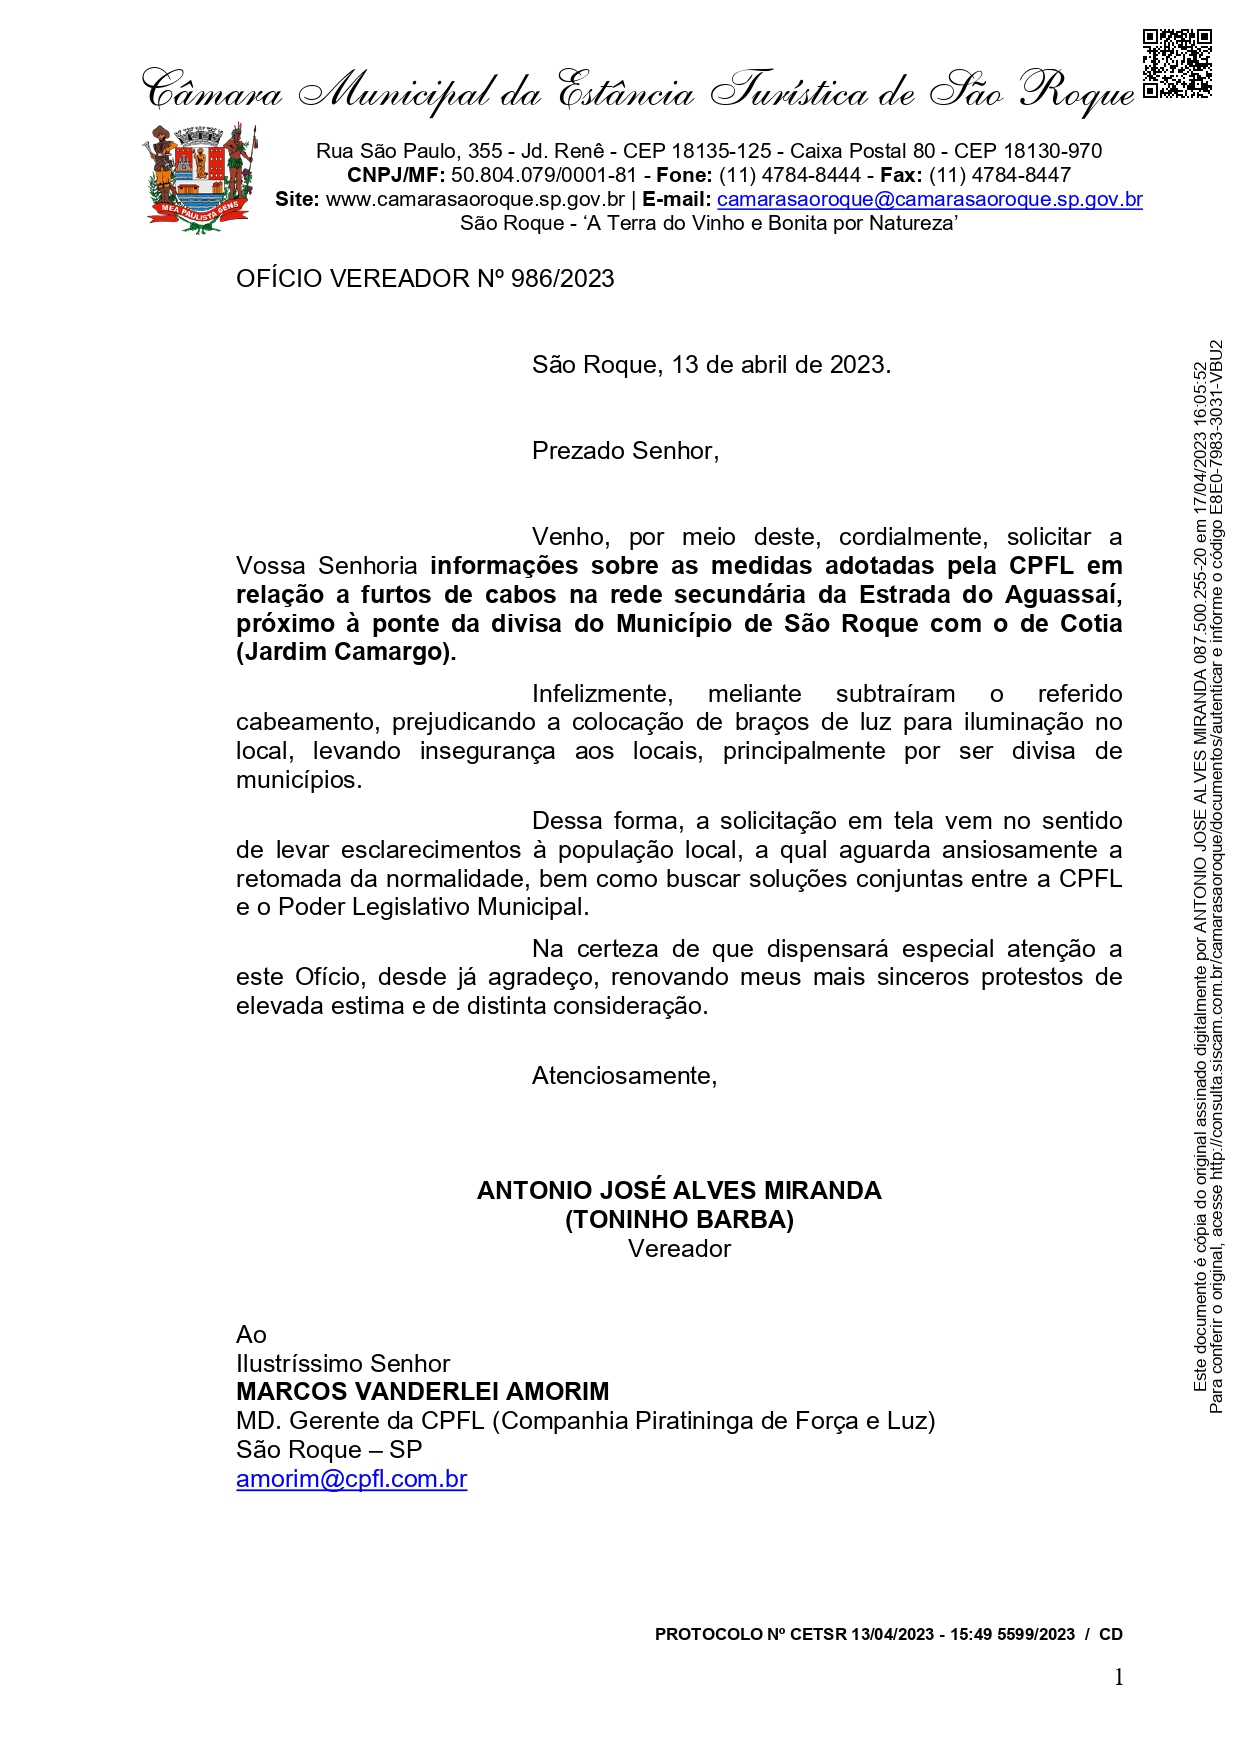 Câmara Municipal da Estância Turística de São Roque
Rua São Paulo, 355 - Jd. Renê - CEP 18135-125 - Caixa Postal 80 - CEP 18130-970
CNPJ/MF: 50.804.079/0001-81 - Fone: (11) 4784-8444 - Fax: (11) 4784-8447
Site: www.camarasaoroque.sp.gov.br | E-mail: camarasaoroque@camarasaoroque.sp.gov.br
São Roque - ‘A Terra do Vinho e Bonita por Natureza’
MEA PAULISTA GENS
OFÍCIO VEREADOR Nº 986/2023
São Roque, 13 de abril de 2023.
Prezado Senhor,
Venho, por meio deste, cordialmente, solicitar a
Vossa Senhoria informações sobre as medidas adotadas pela CPFL em
relação a furtos de cabos na rede secundária da Estrada do Aguassaí,
próximo à ponte da divisa do Município de São Roque com o de Cotia
(Jardim Camargo).
Infelizmente, meliante subtraíram o referido
cabeamento, prejudicando a colocação de braços de luz para iluminação no
local, levando insegurança aos locais, principalmente por ser divisa de
municípios.
Dessa forma, a solicitação em tela vem no sentido
de levar esclarecimentos à população local, a qual aguarda ansiosamente a
retomada da normalidade, bem como buscar soluções conjuntas entre a CPFL
e o Poder Legislativo Municipal.
Na certeza de que dispensará especial atenção a
este Ofício, desde já agradeço, renovando meus mais sinceros protestos de
elevada estima e de distinta consideração.
Atenciosamente,
ANTONIO JOSÉ ALVES MIRANDA
(TONINHO BARBA)
Vereador
Ao
Ilustríssimo Senhor
MARCOS VANDERLEI AMORIM
MD. Gerente da CPFL (Companhia Piratininga de Força e Luz)
São Roque – SP
amorim@cpfl.com.br
PROTOCOLO Nº CETSR 13/04/2023 - 15:49 5599/2023 / CD
1
Este documento é cópia do original assinado digitalmente por ANTONIO JOSE ALVES MIRANDA 087.500.255-20 em 17/04/2023 16:05:52
Para conferir o original, acesse http://consulta.siscam.com.br/camarasaoroque/documentos/autenticar e informe o código E8E0-7983-3031-VBU2